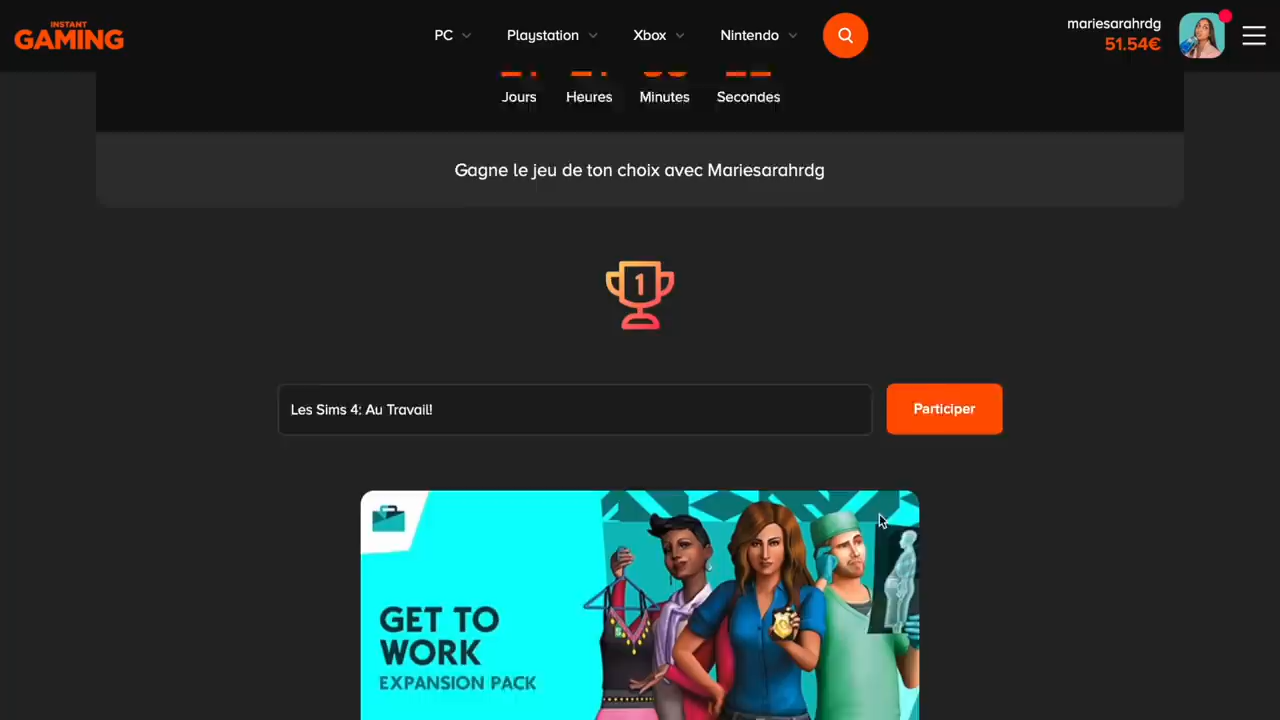 INSTANT
GAMING
PC
Playstation
Xbox
Nintendo
mariesarahrdg
51.54€
Jours
Heures
Minutes
Secondes
Gagne le jeu de ton choix avec Mariesarahrdg
1
Les Sims 4: Au Travail!
Participer
GET TO
WORK
EXPANSION PACK